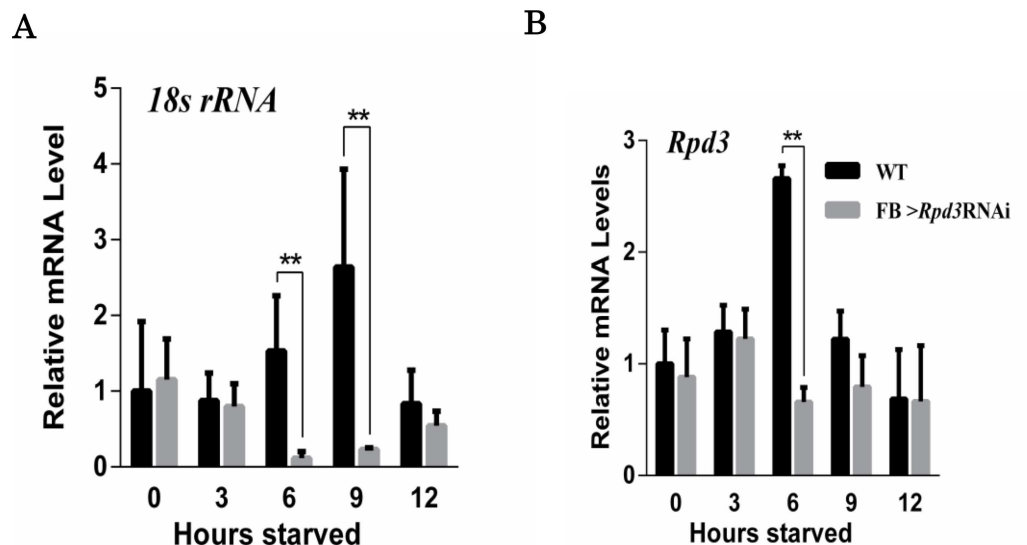 A
18s rRNA
Relative mRNA Level
5
4
3
2
1
0
**
**
0 3 6 9 12
Hours starved
B
Rpd3
Relative mRNA Levels
3
2
1
0
**
WT
FB >Rpd3RNAi
0 3 6 9 12
Hours starved